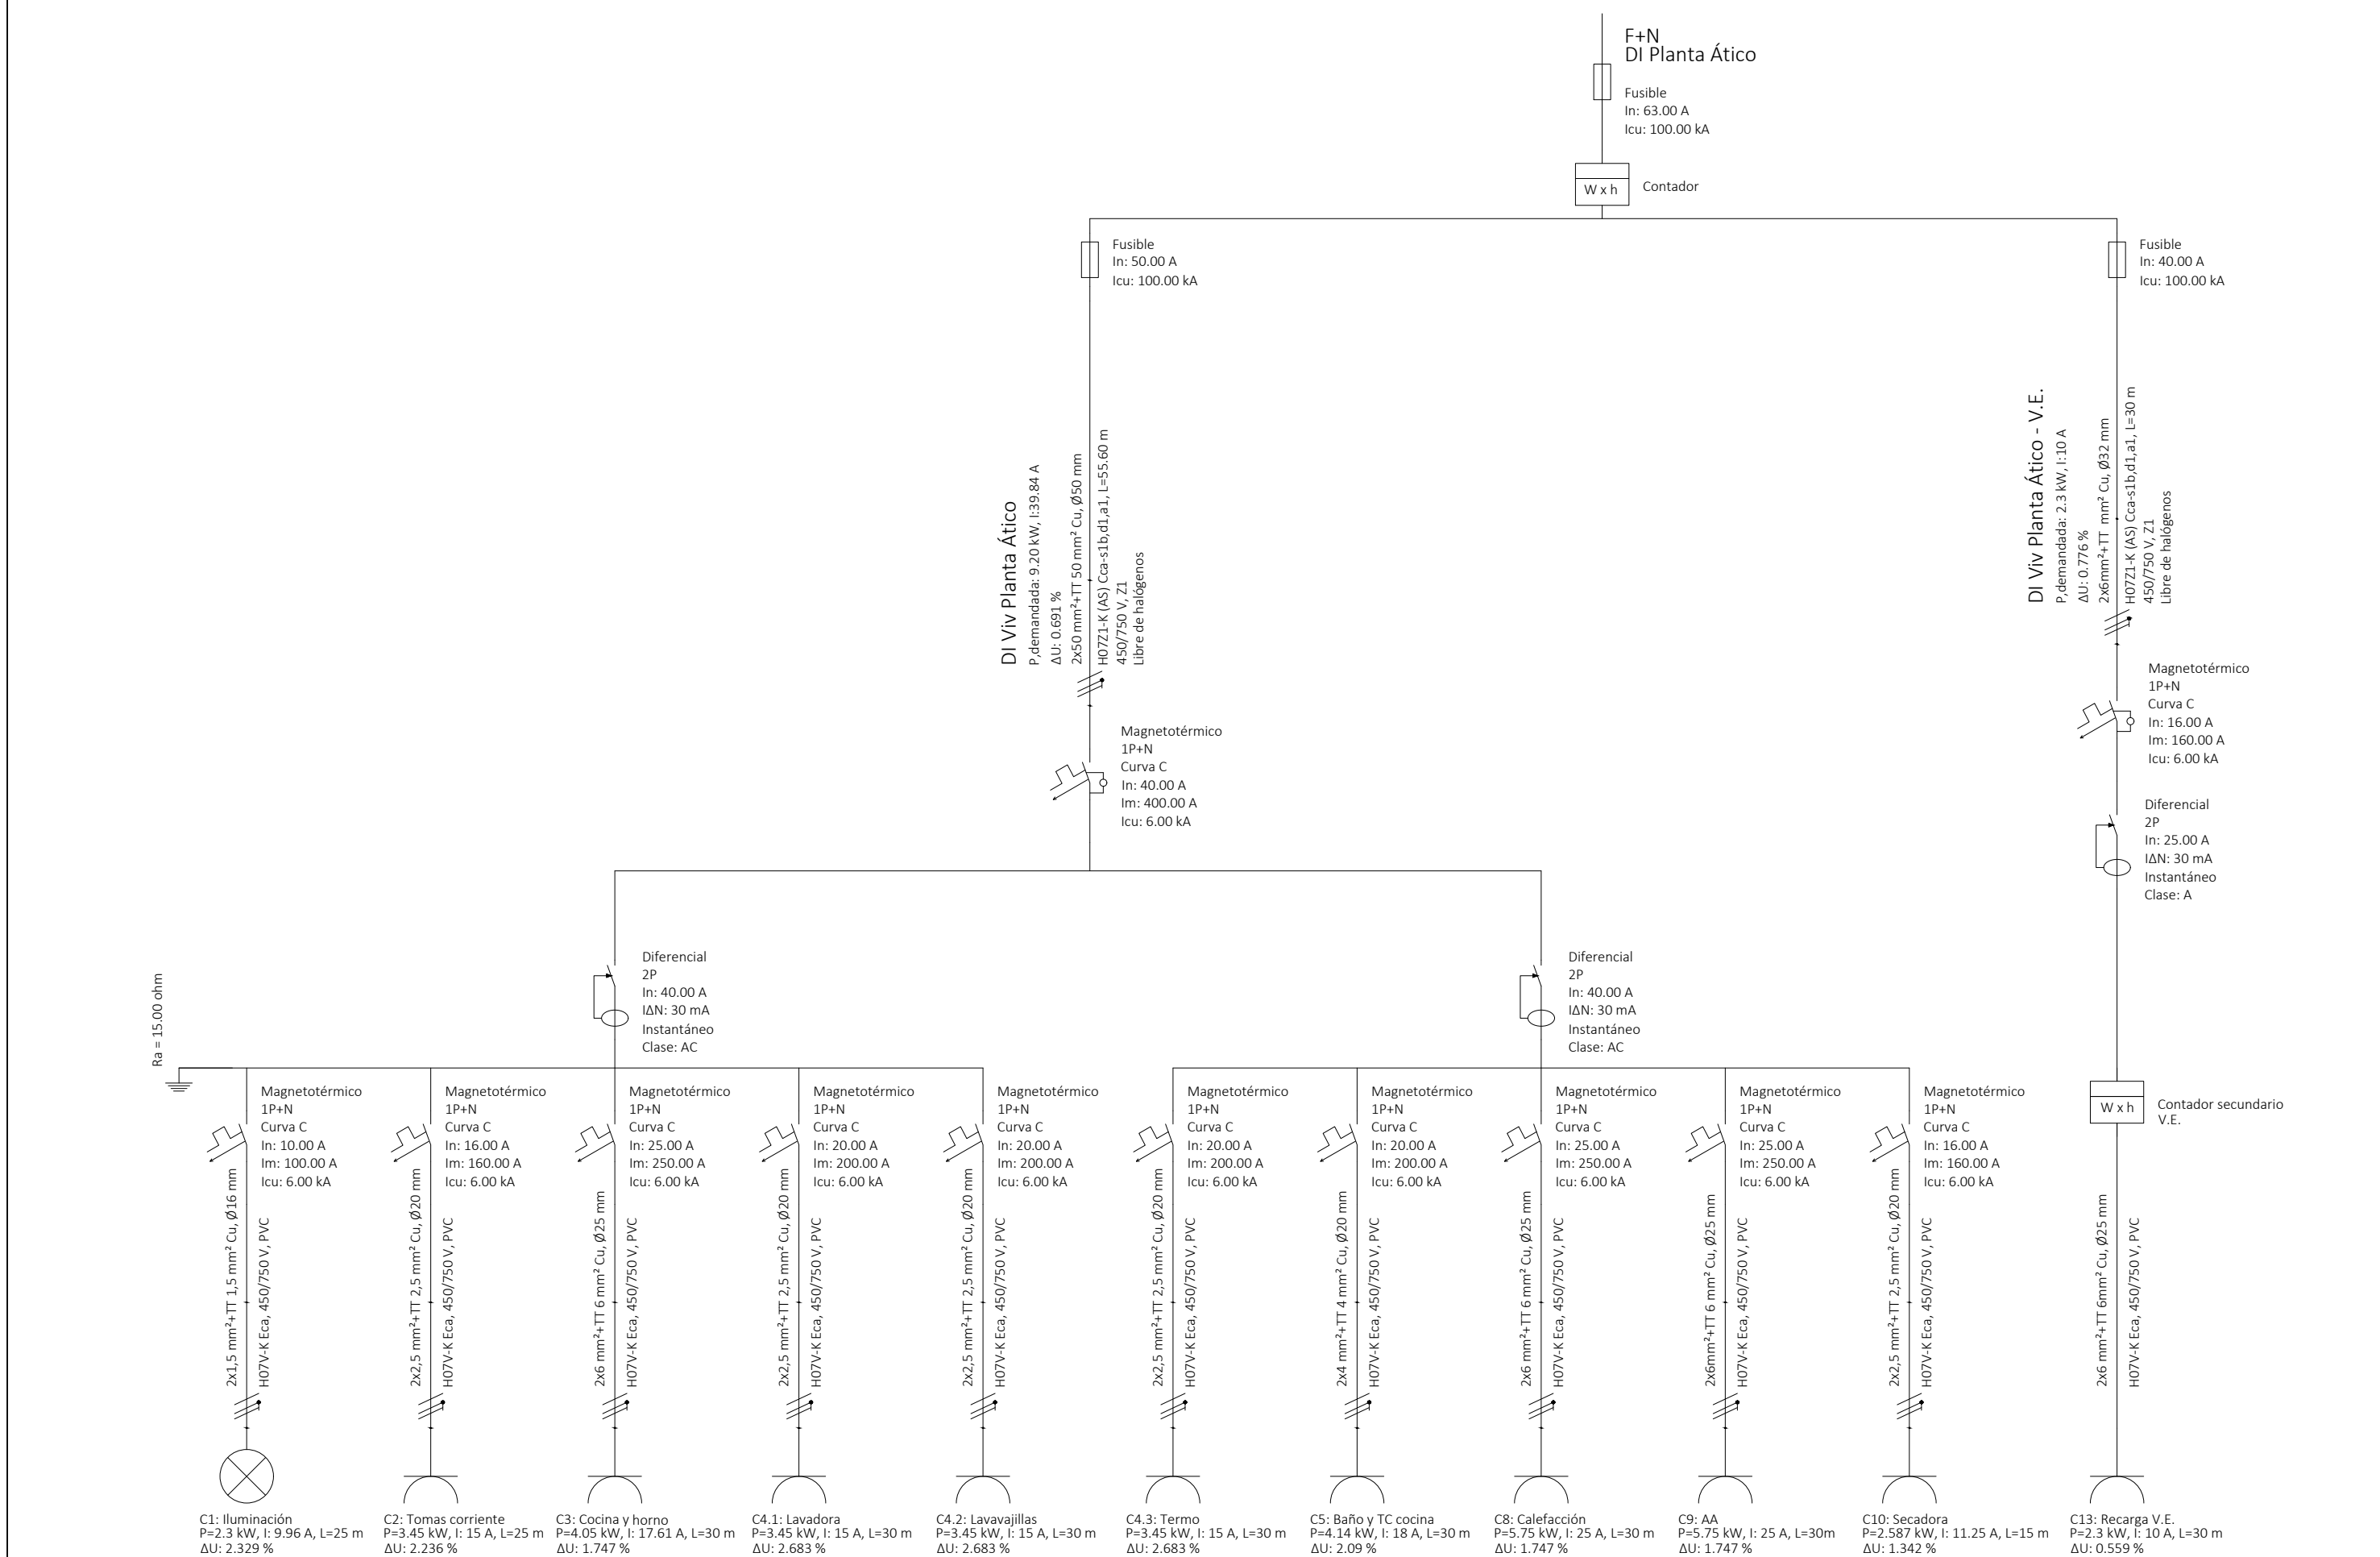 F+N
DI Planta Ático
Fusible
In: 63.00 A
Icu: 100.00 kA
W x h
Contador
Fusible
In: 50.00 A
Icu: 100.00 kA
Fusible
In: 40.00 A
Icu: 100.00 kA
DI Viv Planta Ático
P,demandada: 9.20 kW, I:39.84 A
ΔU: 0.691 %
2x50 mm²+TT 50 mm² Cu, Ø50 mm
H07Z1-K (AS) Cca-s1b,d1,a1, L=55.60 m
450/750 V, Z1
Libre de halógenos
DI Viv Planta Ático - V.E.
P,demandada: 2.3 kW, I:10 A
ΔU: 0.776 %
2x6mm²+TT mm² Cu, Ø32 mm
H07Z1-K (AS) Cca-s1b,d1,a1, L=30 m
450/750 V, Z1
Libre de halógenos
Magnetotérmico
1P+N
Curva C
In: 40.00 A
Im: 400.00 A
Icu: 6.00 kA
Magnetotérmico
1P+N
Curva C
In: 16.00 A
Im: 160.00 A
Icu: 6.00 kA
Diferencial
2P
In: 25.00 A
IΔN: 30 mA
Instantáneo
Clase: A
Diferencial
2P
In: 40.00 A
IΔN: 30 mA
Instantáneo
Clase: AC
Diferencial
2P
In: 40.00 A
IΔN: 30 mA
Instantáneo
Clase: AC
Ra = 15.00 ohm
Magnetotérmico
1P+N
Curva C
In: 10.00 A
Im: 100.00 A
Icu: 6.00 kA
2x1,5 mm²+TT 1,5 mm² Cu, Ø16 mm
H07V-K Eca, 450/750 V, PVC
Magnetotérmico
1P+N
Curva C
In: 16.00 A
Im: 160.00 A
Icu: 6.00 kA
2x2,5 mm²+TT 2,5 mm² Cu, Ø20 mm
H07V-K Eca, 450/750 V, PVC
Magnetotérmico
1P+N
Curva C
In: 25.00 A
Im: 250.00 A
Icu: 6.00 kA
2x6 mm²+TT 6 mm² Cu, Ø25 mm
H07V-K Eca, 450/750 V, PVC
Magnetotérmico
1P+N
Curva C
In: 20.00 A
Im: 200.00 A
Icu: 6.00 kA
2x2,5 mm²+TT 2,5 mm² Cu, Ø20 mm
H07V-K Eca, 450/750 V, PVC
Magnetotérmico
1P+N
Curva C
In: 20.00 A
Im: 200.00 A
Icu: 6.00 kA
2x2,5 mm²+TT 2,5 mm² Cu, Ø20 mm
H07V-K Eca, 450/750 V, PVC
Magnetotérmico
1P+N
Curva C
In: 20.00 A
Im: 200.00 A
Icu: 6.00 kA
2x2,5 mm²+TT 2,5 mm² Cu, Ø20 mm
H07V-K Eca, 450/750 V, PVC
Magnetotérmico
1P+N
Curva C
In: 20.00 A
Im: 200.00 A
Icu: 6.00 kA
2x4 mm²+TT 4 mm² Cu, Ø20 mm
H07V-K Eca, 450/750 V, PVC
Magnetotérmico
1P+N
Curva C
In: 25.00 A
Im: 250.00 A
Icu: 6.00 kA
2x6 mm²+TT 6 mm² Cu, Ø25 mm
H07V-K Eca, 450/750 V, PVC
Magnetotérmico
1P+N
Curva C
In: 25.00 A
Im: 250.00 A
Icu: 6.00 kA
2x6mm²+TT 6 mm² Cu, Ø25 mm
H07V-K Eca, 450/750 V, PVC
Magnetotérmico
1P+N
Curva C
In: 16.00 A
Im: 160.00 A
Icu: 6.00 kA
2x2,5 mm²+TT 2,5 mm² Cu, Ø20 mm
H07V-K Eca, 450/750 V, PVC
W x h
Contador secundario
V.E.
2x6 mm²+TT 6mm² Cu, Ø25 mm
H07V-K Eca, 450/750 V, PVC
C1: Iluminación
P=2.3 kW, I: 9.96 A, L=25 m
ΔU: 2.329 %
C2: Tomas corriente
P=3.45 kW, I: 15 A, L=25 m
ΔU: 2.236 %
C3: Cocina y horno
P=4.05 kW, I: 17.61 A, L=30 m
ΔU: 1.747 %
C4.1: Lavadora
P=3.45 kW, I: 15 A, L=30 m
ΔU: 2.683 %
C4.2: Lavavajillas
P=3.45 kW, I: 15 A, L=30 m
ΔU: 2.683 %
C4.3: Termo
P=3.45 kW, I: 15 A, L=30 m
ΔU: 2.683 %
C5: Baño y TC cocina
P=4.14 kW, I: 18 A, L=30 m
ΔU: 2.09 %
C8: Calefacción
P=5.75 kW, I: 25 A, L=30 m
ΔU: 1.747 %
C9: AA
P=5.75 kW, I: 25 A, L=30m
ΔU: 1.747 %
C10: Secadora
P=2.587 kW, I: 11.25 A, L=15 m
ΔU: 1.342 %
C13: Recarga V.E.
P=2.3 kW, I: 10 A, L=30 m
ΔU: 0.559 %